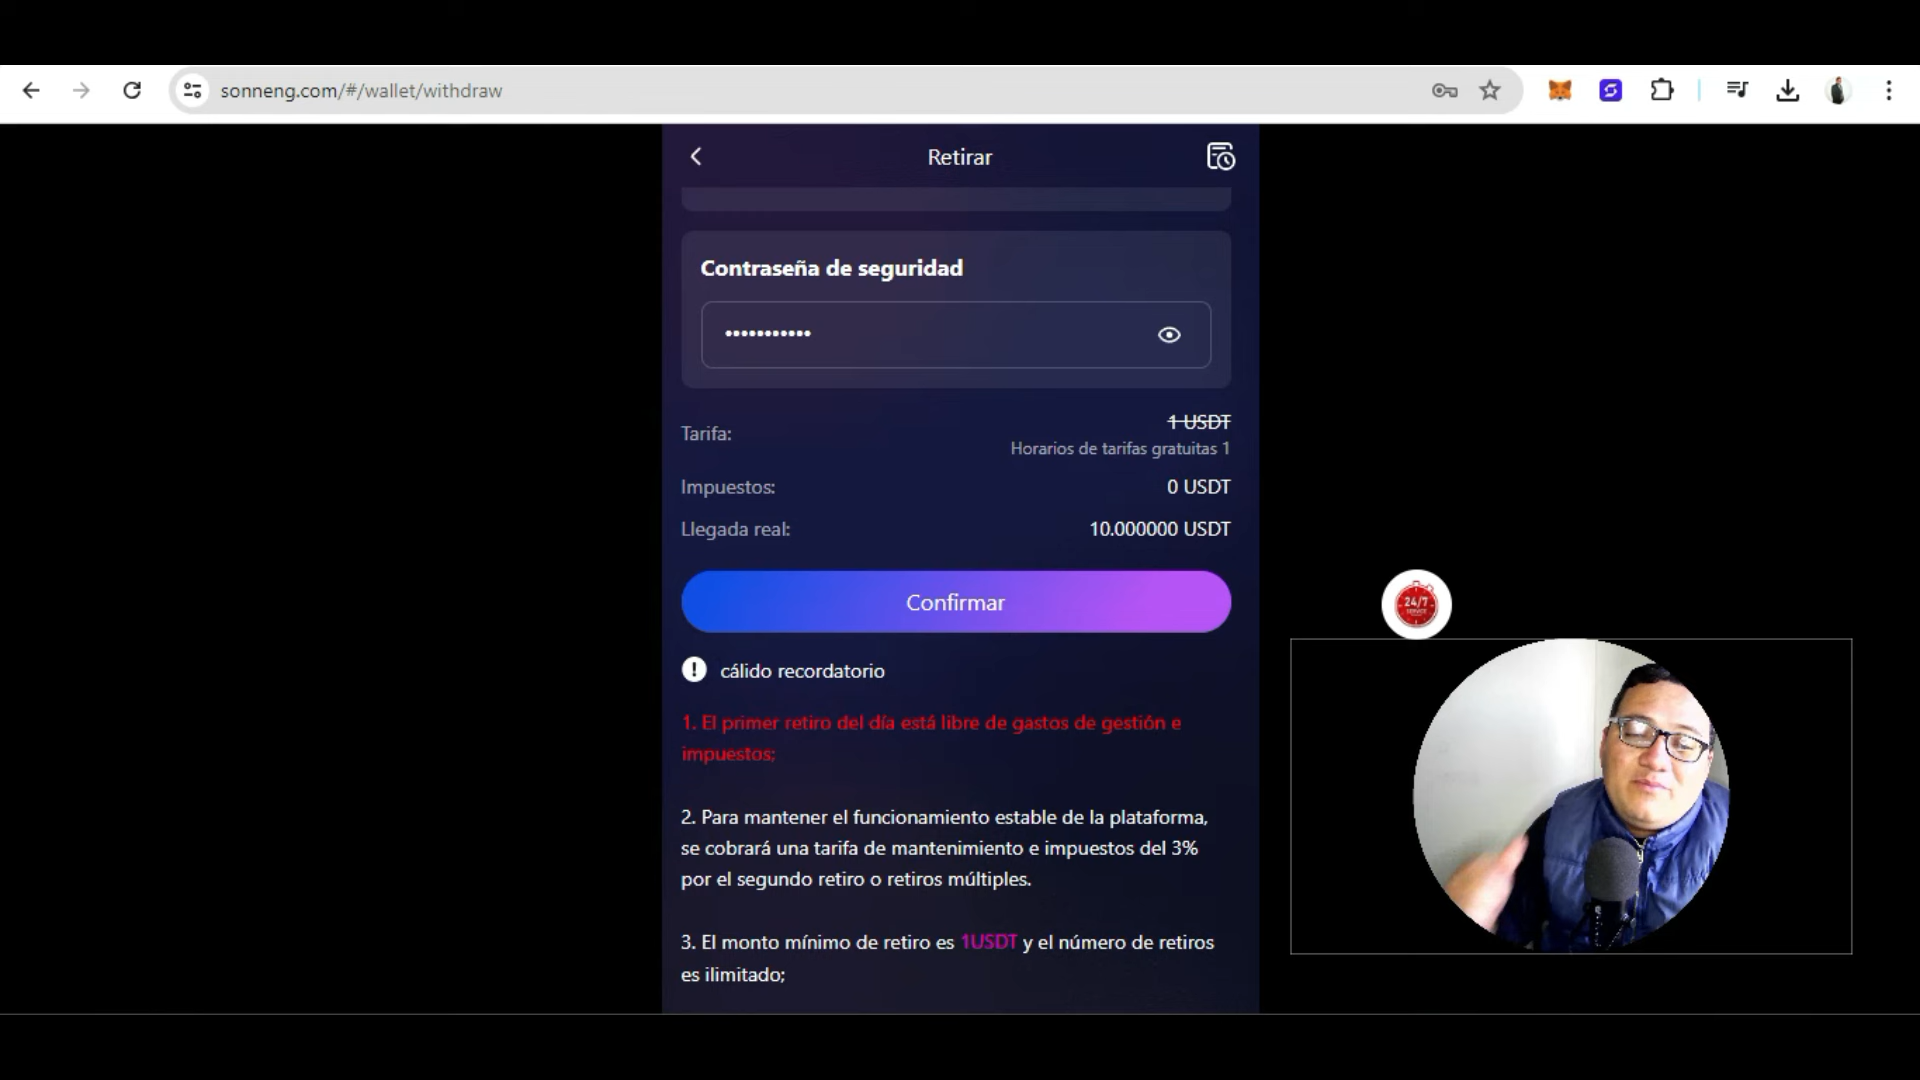 sonneng.com/#/wallet/withdraw
Retirar
Contraseña de seguridad
•••••••••••
Tarifa:
1 USDT
Horarios de tarifas gratuitas 1
Impuestos:
0 USDT
Llegada real:
10.000000 USDT
Confirmar
cálido recordatorio
1. El primer retiro del día está libre de gastos de gestión e
impuestos;
2. Para mantener el funcionamiento estable de la plataforma,
se cobrará una tarifa de mantenimiento e impuestos del 3%
por el segundo retiro o retiros múltiples.
3. El monto mínimo de retiro es 1USDT y el número de retiros
es ilimitado;
24/7
SERVICE